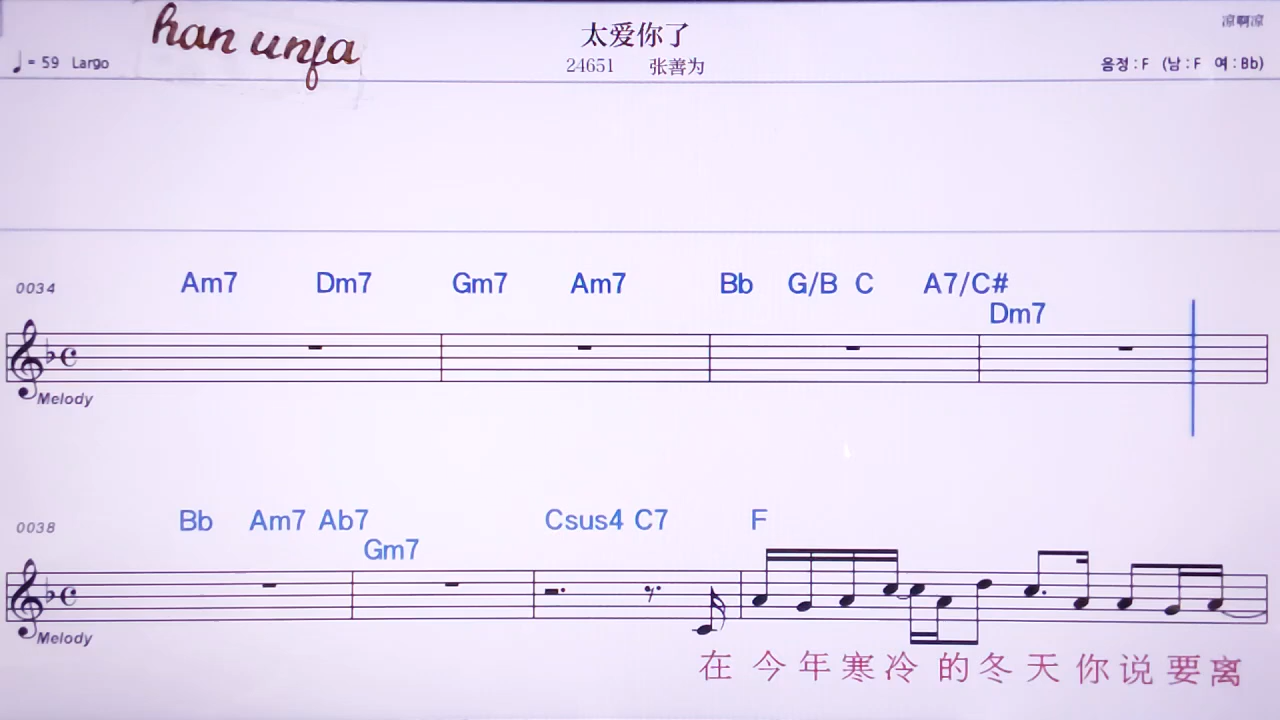 han unfa
太爱你了
凉啊凉
♩ = 59 Largo
24651 张善为
음정 : F (남 : F 여 : Bb)
0034
Am7 Dm7 Gm7 Am7 Bb G/B C A7/C#
Dm7
Melody
0038
Bb Am7 Ab7 Csus4 C7 F
Gm7
Melody
在 今 年 寒 冷 的 冬 天 你 说 要 离